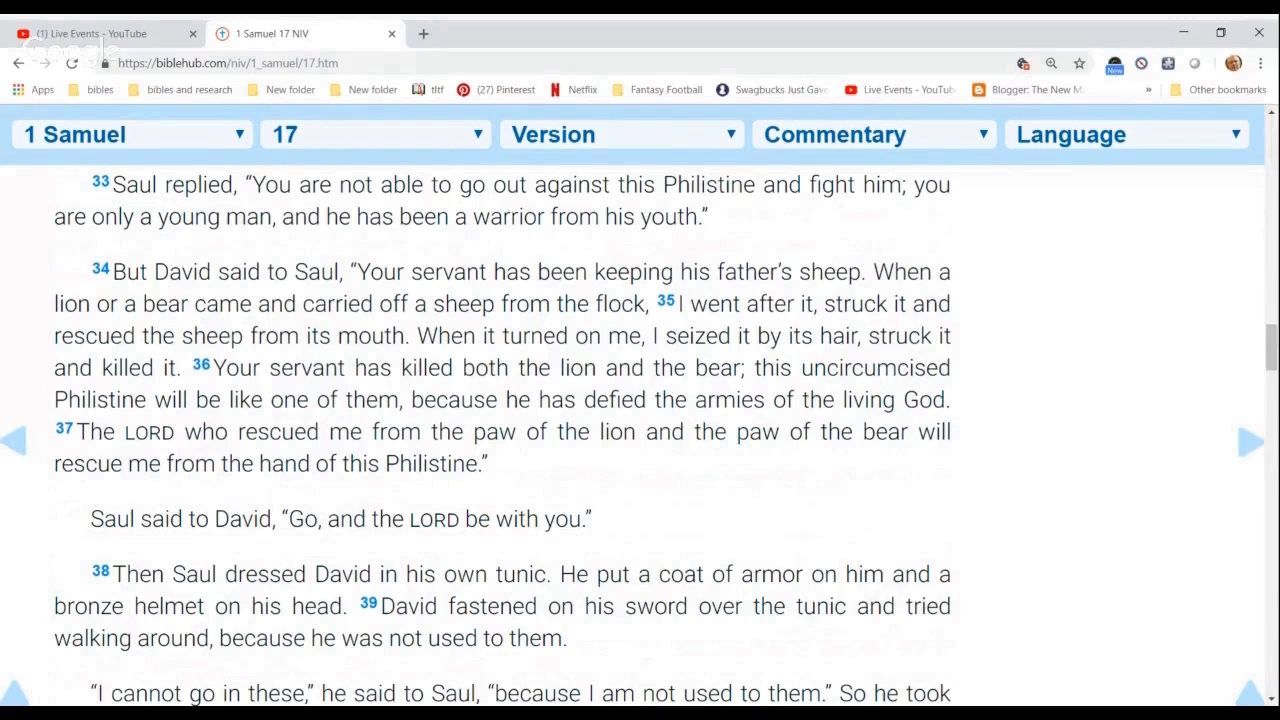 (1) Live Events - YouTube
1 Samuel 17 NIV
Google
https://biblehub.com/niv/1_samuel/17.htm
New
Apps bibles bibles and research New folder New folder tltf (27) Pinterest Netflix Fantasy Football Swagbucks Just Gave Live Events - YouTube Blogger: The New M » Other bookmarks
1 Samuel 17 Version Commentary Language
33 Saul replied, “You are not able to go out against this Philistine and fight him; you
are only a young man, and he has been a warrior from his youth.”
34 But David said to Saul, “Your servant has been keeping his father’s sheep. When a
lion or a bear came and carried off a sheep from the flock, 35 I went after it, struck it and
rescued the sheep from its mouth. When it turned on me, I seized it by its hair, struck it
and killed it. 36 Your servant has killed both the lion and the bear; this uncircumcised
Philistine will be like one of them, because he has defied the armies of the living God.
37 The LORD who rescued me from the paw of the lion and the paw of the bear will
rescue me from the hand of this Philistine.”
Saul said to David, “Go, and the LORD be with you.”
38 Then Saul dressed David in his own tunic. He put a coat of armor on him and a
bronze helmet on his head. 39 David fastened on his sword over the tunic and tried
walking around, because he was not used to them.
“I cannot go in these,” he said to Saul, “because I am not used to them.” So he took